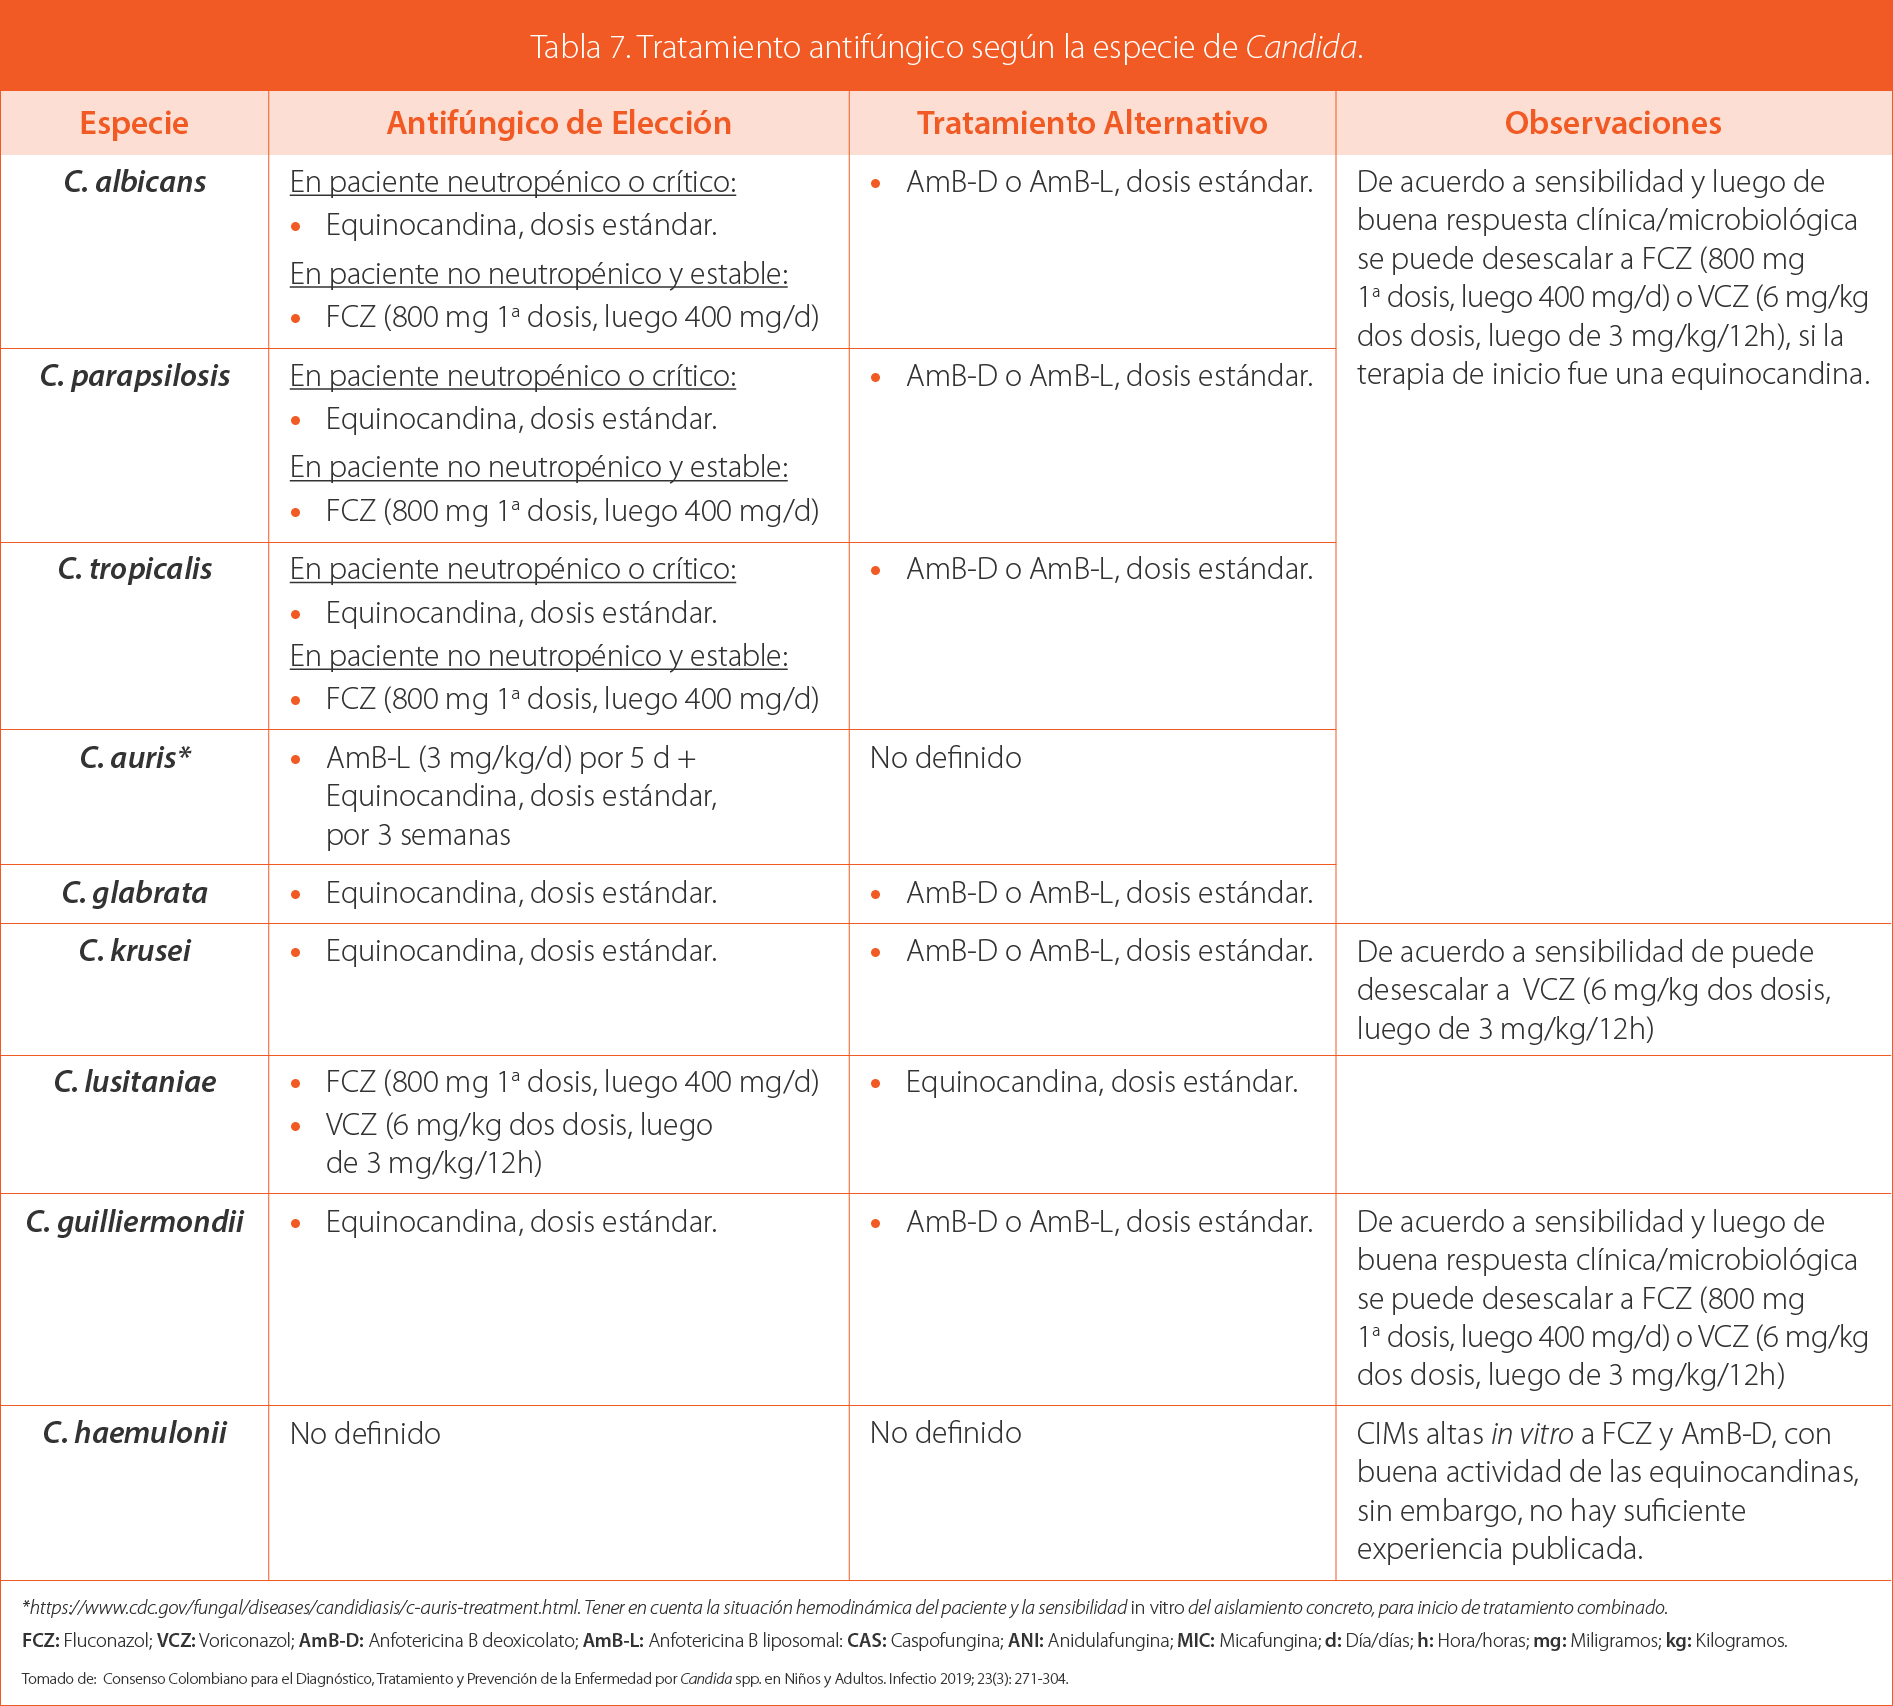 Tabla 7. Tratamiento antifúngico según la especie de Candida.
Especie
Antifúngico de Elección
Tratamiento Alternativo
Observaciones
C. albicans
En paciente neutropénico o crítico:
• Equinocandina, dosis estándar.
En paciente no neutropénico y estable:
• FCZ (800 mg 1ª dosis, luego 400 mg/d)
• AmB-D o AmB-L, dosis estándar.
De acuerdo a sensibilidad y luego de
buena respuesta clínica/microbiológica
se puede desescalar a FCZ (800 mg
1ª dosis, luego 400 mg/d) o VCZ (6 mg/kg
dos dosis, luego de 3 mg/kg/12h), si la
terapia de inicio fue una equinocandina.
C. parapsilosis
En paciente neutropénico o crítico:
• Equinocandina, dosis estándar.
En paciente no neutropénico y estable:
• FCZ (800 mg 1ª dosis, luego 400 mg/d)
• AmB-D o AmB-L, dosis estándar.
C. tropicalis
En paciente neutropénico o crítico:
• Equinocandina, dosis estándar.
En paciente no neutropénico y estable:
• FCZ (800 mg 1ª dosis, luego 400 mg/d)
• AmB-D o AmB-L, dosis estándar.
C. auris*
• AmB-L (3 mg/kg/d) por 5 d +
Equinocandina, dosis estándar,
por 3 semanas
No definido
C. glabrata
• Equinocandina, dosis estándar.
• AmB-D o AmB-L, dosis estándar.
C. krusei
• Equinocandina, dosis estándar.
• AmB-D o AmB-L, dosis estándar.
De acuerdo a sensibilidad de puede
desescalar a VCZ (6 mg/kg dos dosis,
luego de 3 mg/kg/12h)
C. lusitaniae
• FCZ (800 mg 1ª dosis, luego 400 mg/d)
• VCZ (6 mg/kg dos dosis, luego
de 3 mg/kg/12h)
• Equinocandina, dosis estándar.
C. guilliermondii
• Equinocandina, dosis estándar.
• AmB-D o AmB-L, dosis estándar.
De acuerdo a sensibilidad y luego de
buena respuesta clínica/microbiológica
se puede desescalar a FCZ (800 mg
1ª dosis, luego 400 mg/d) o VCZ (6 mg/kg
dos dosis, luego de 3 mg/kg/12h)
C. haemulonii
No definido
No definido
CIMs altas in vitro a FCZ y AmB-D, con
buena actividad de las equinocandinas,
sin embargo, no hay suficiente
experiencia publicada.
*https://www.cdc.gov/fungal/diseases/candidiasis/c-auris-treatment.html. Tener en cuenta la situación hemodinámica del paciente y la sensibilidad in vitro del aislamiento concreto, para inicio de tratamiento combinado.
FCZ: Fluconazol; VCZ: Voriconazol; AmB-D: Anfotericina B deoxicolato; AmB-L: Anfotericina B liposomal: CAS: Caspofungina; ANI: Anidulafungina; MIC: Micafungina; d: Día/días; h: Hora/horas; mg: Miligramos; kg: Kilogramos.
Tomado de: Consenso Colombiano para el Diagnóstico, Tratamiento y Prevención de la Enfermedad por Candida spp. en Niños y Adultos. Infectio 2019; 23(3): 271-304.